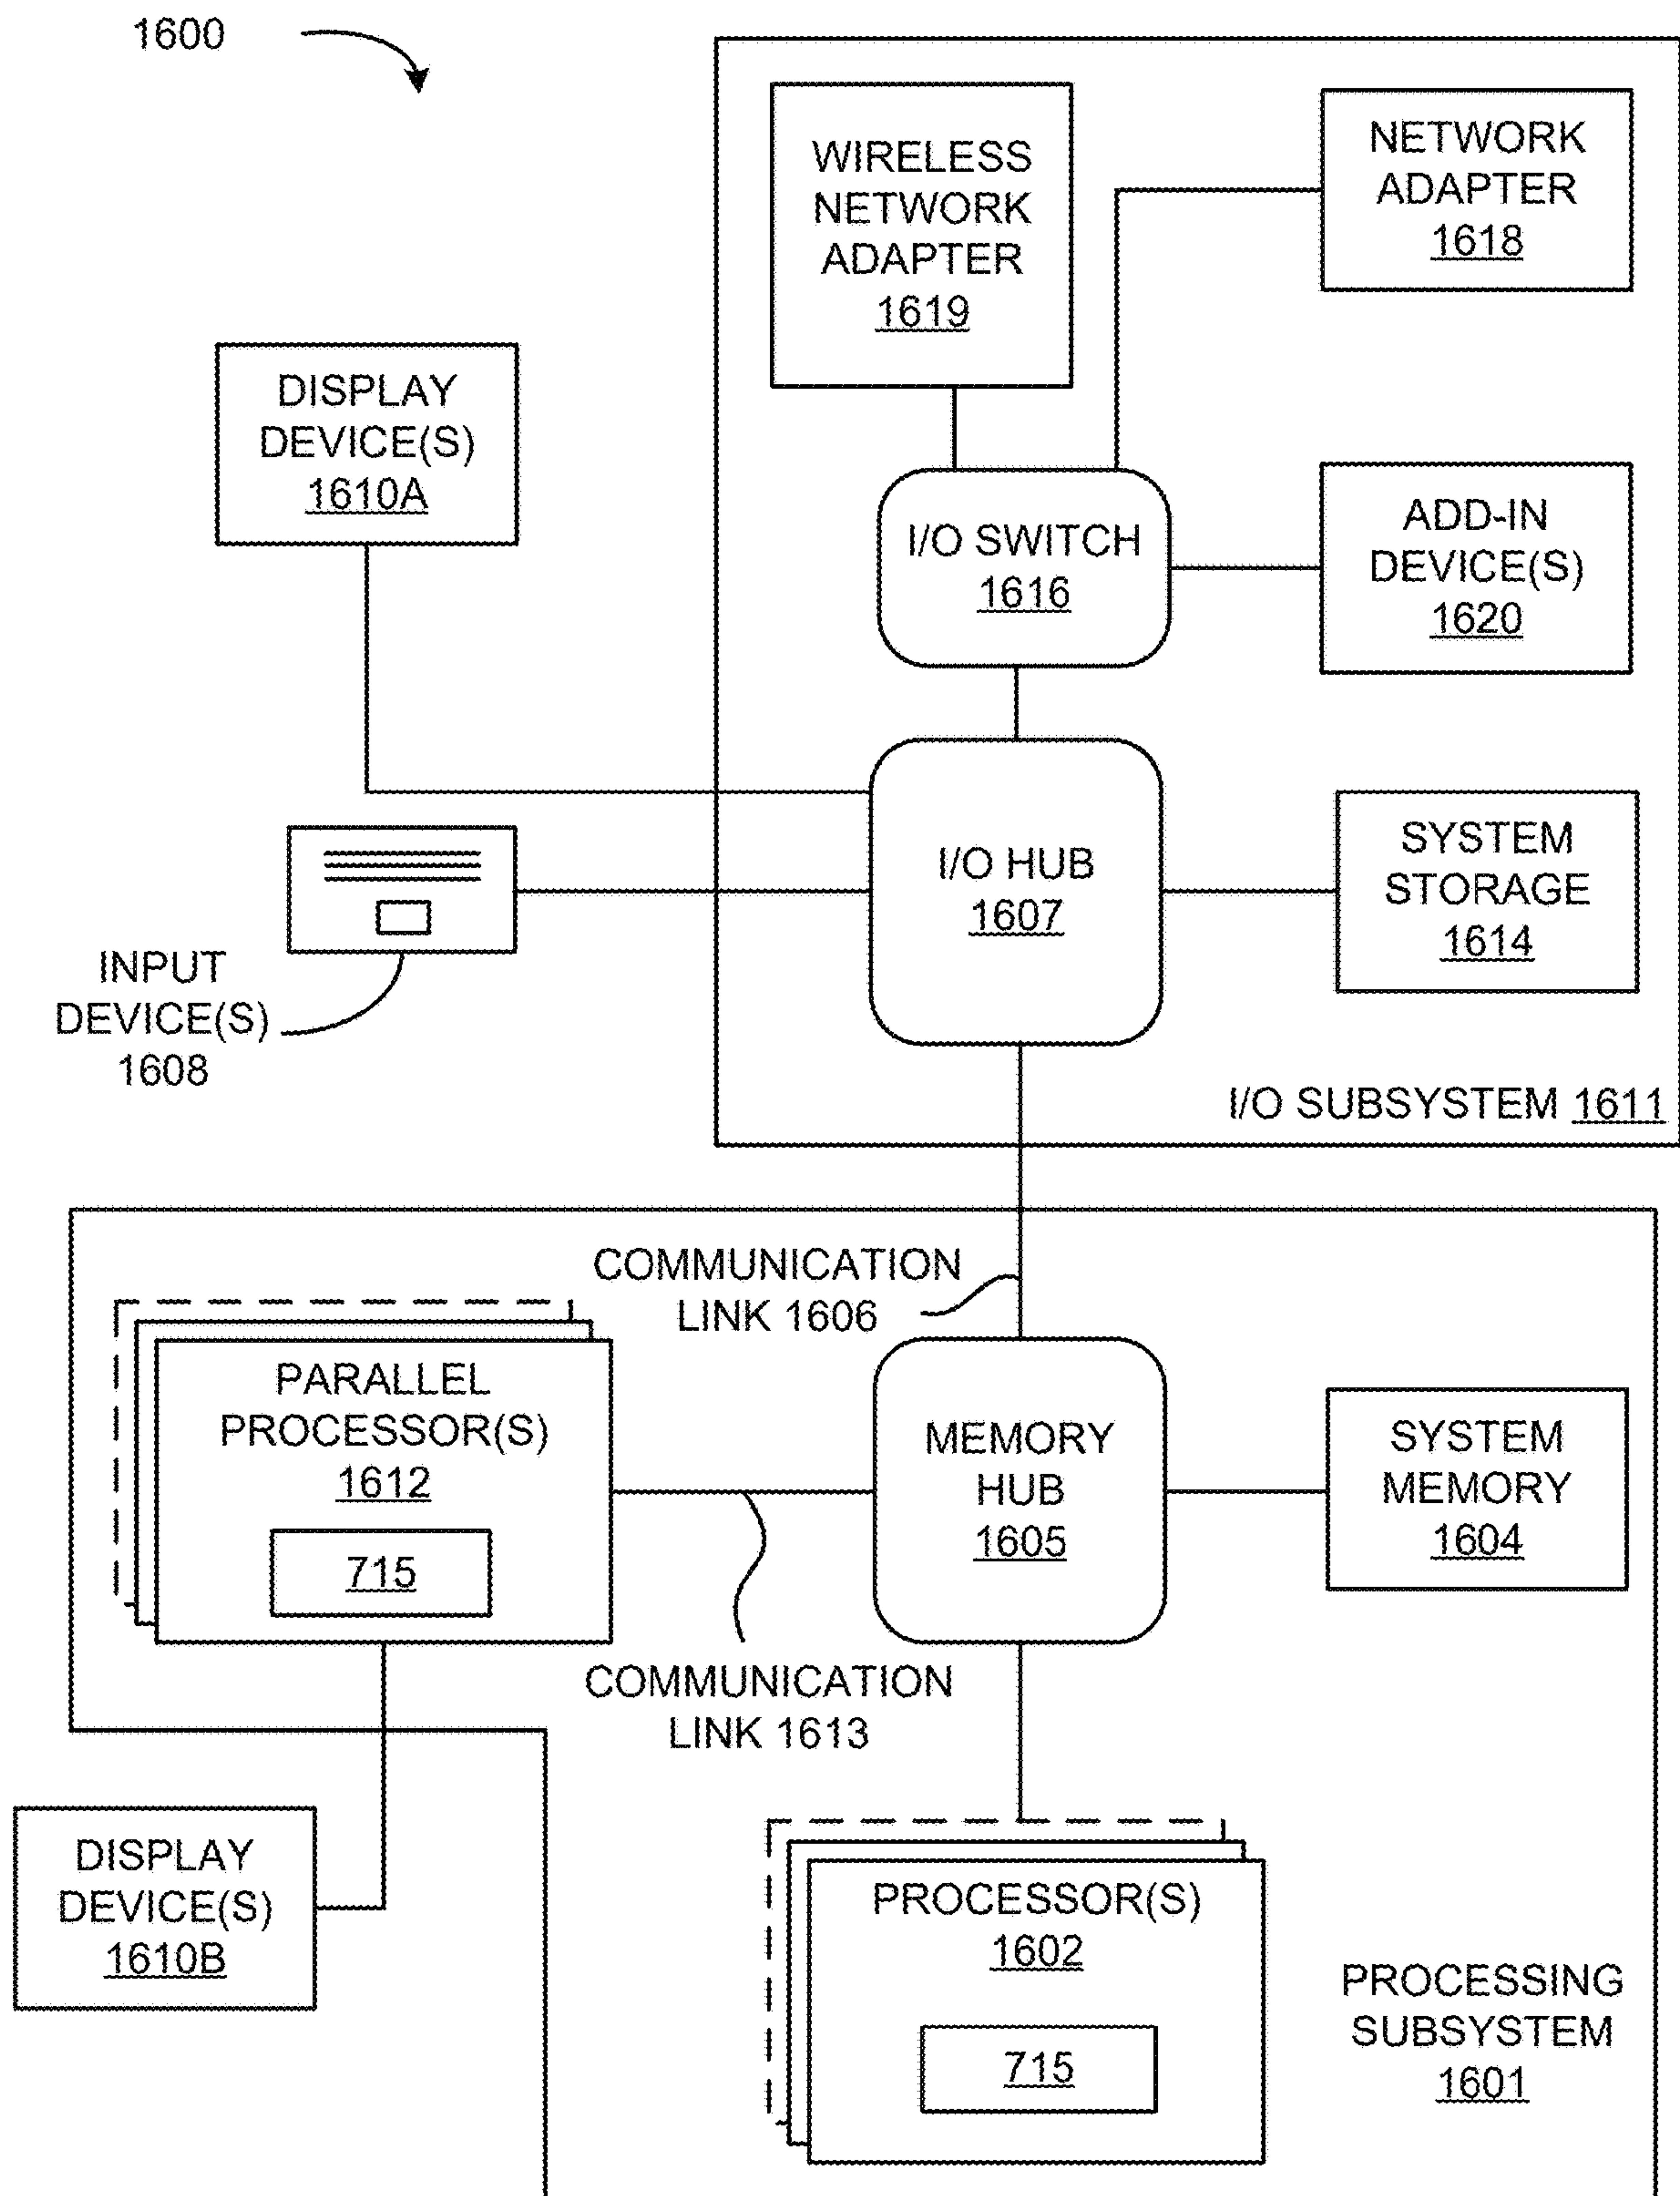 1600
WIRELESS
NETWORK
ADAPTER
1619
NETWORK
ADAPTER
1618
DISPLAY
DEVICE(S)
1610A
I/O SWITCH
1616
ADD-IN
DEVICE(S)
1620
I/O HUB
1607
SYSTEM
STORAGE
1614
INPUT
DEVICE(S)
1608
I/O SUBSYSTEM 1611
COMMUNICATION
LINK 1606
PARALLEL
PROCESSOR(S)
1612
715
MEMORY
HUB
1605
SYSTEM
MEMORY
1604
COMMUNICATION
LINK 1613
DISPLAY
DEVICE(S)
1610B
PROCESSOR(S)
1602
715
PROCESSING
SUBSYSTEM
1601